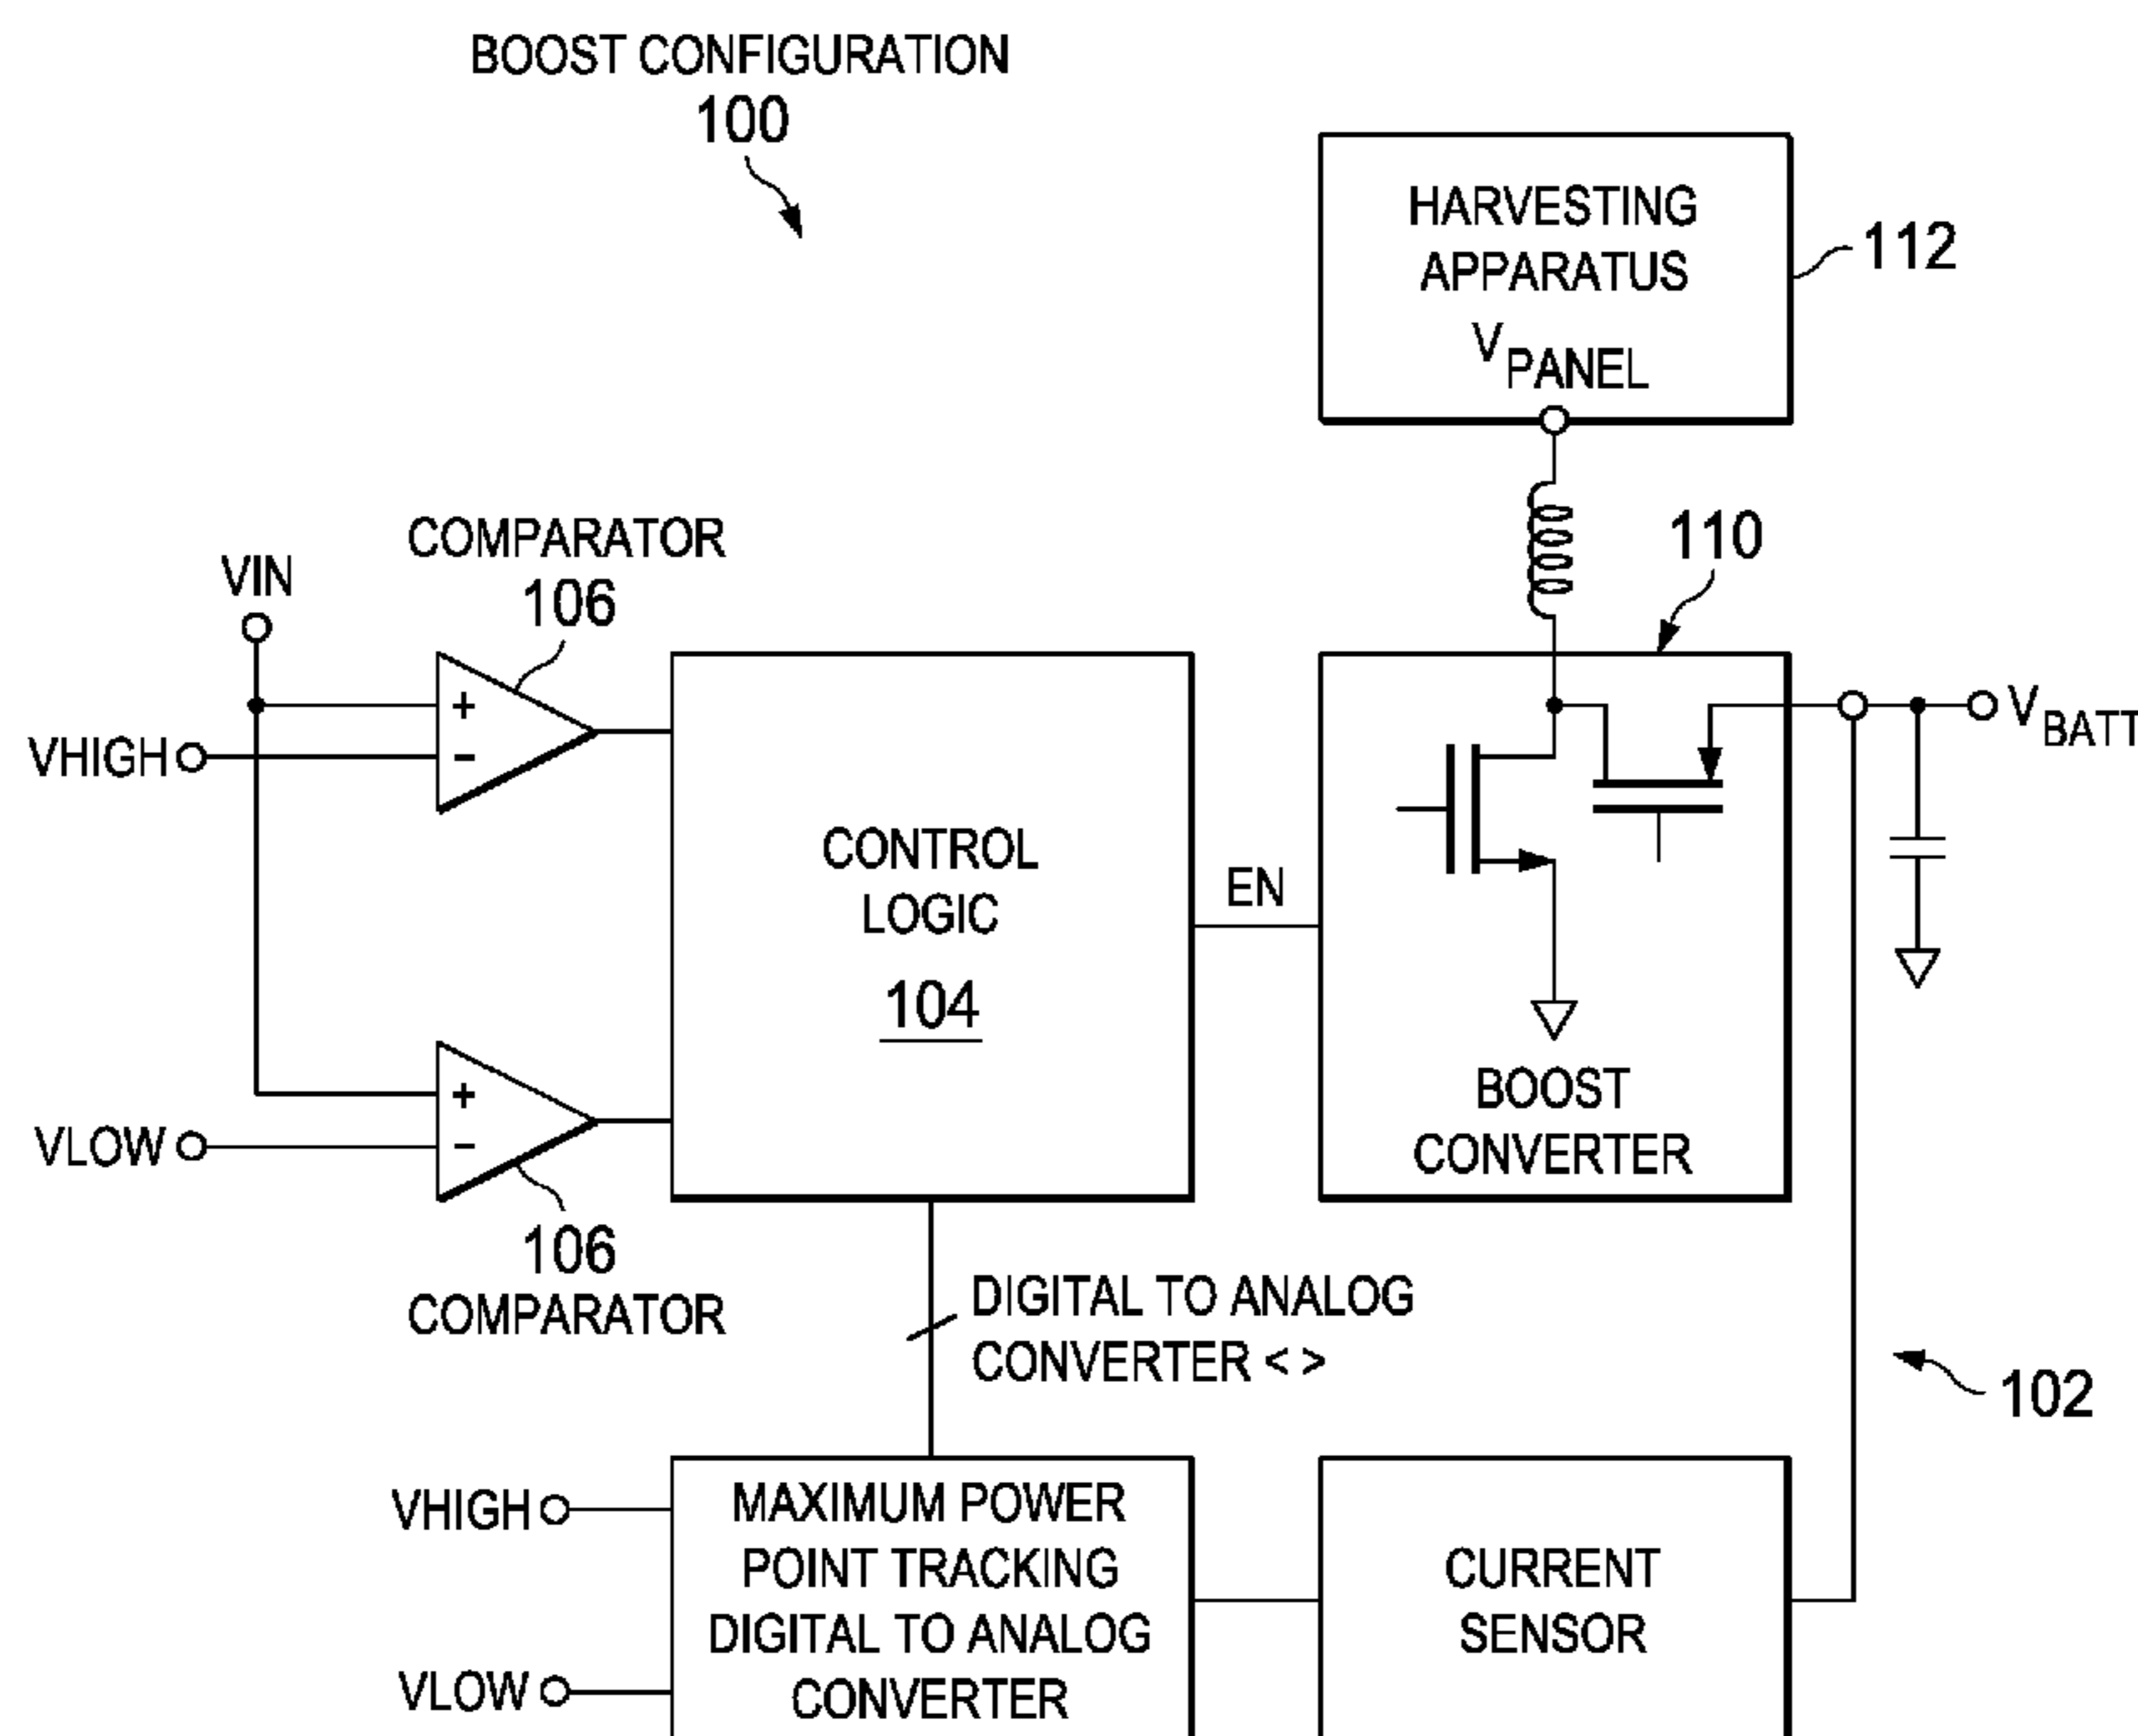 BOOST CONFIGURATION
100
HARVESTING
APPARATUS
VPANEL
112
COMPARATOR
106
VIN
VHIGH
+
-
110
VBATT
CONTROL
LOGIC
104
EN
BOOST
CONVERTER
VLOW
+
-
106
COMPARATOR
DIGITAL TO ANALOG
CONVERTER < >
102
VHIGH
VLOW
MAXIMUM POWER
POINT TRACKING
DIGITAL TO ANALOG
CONVERTER
CURRENT
SENSOR